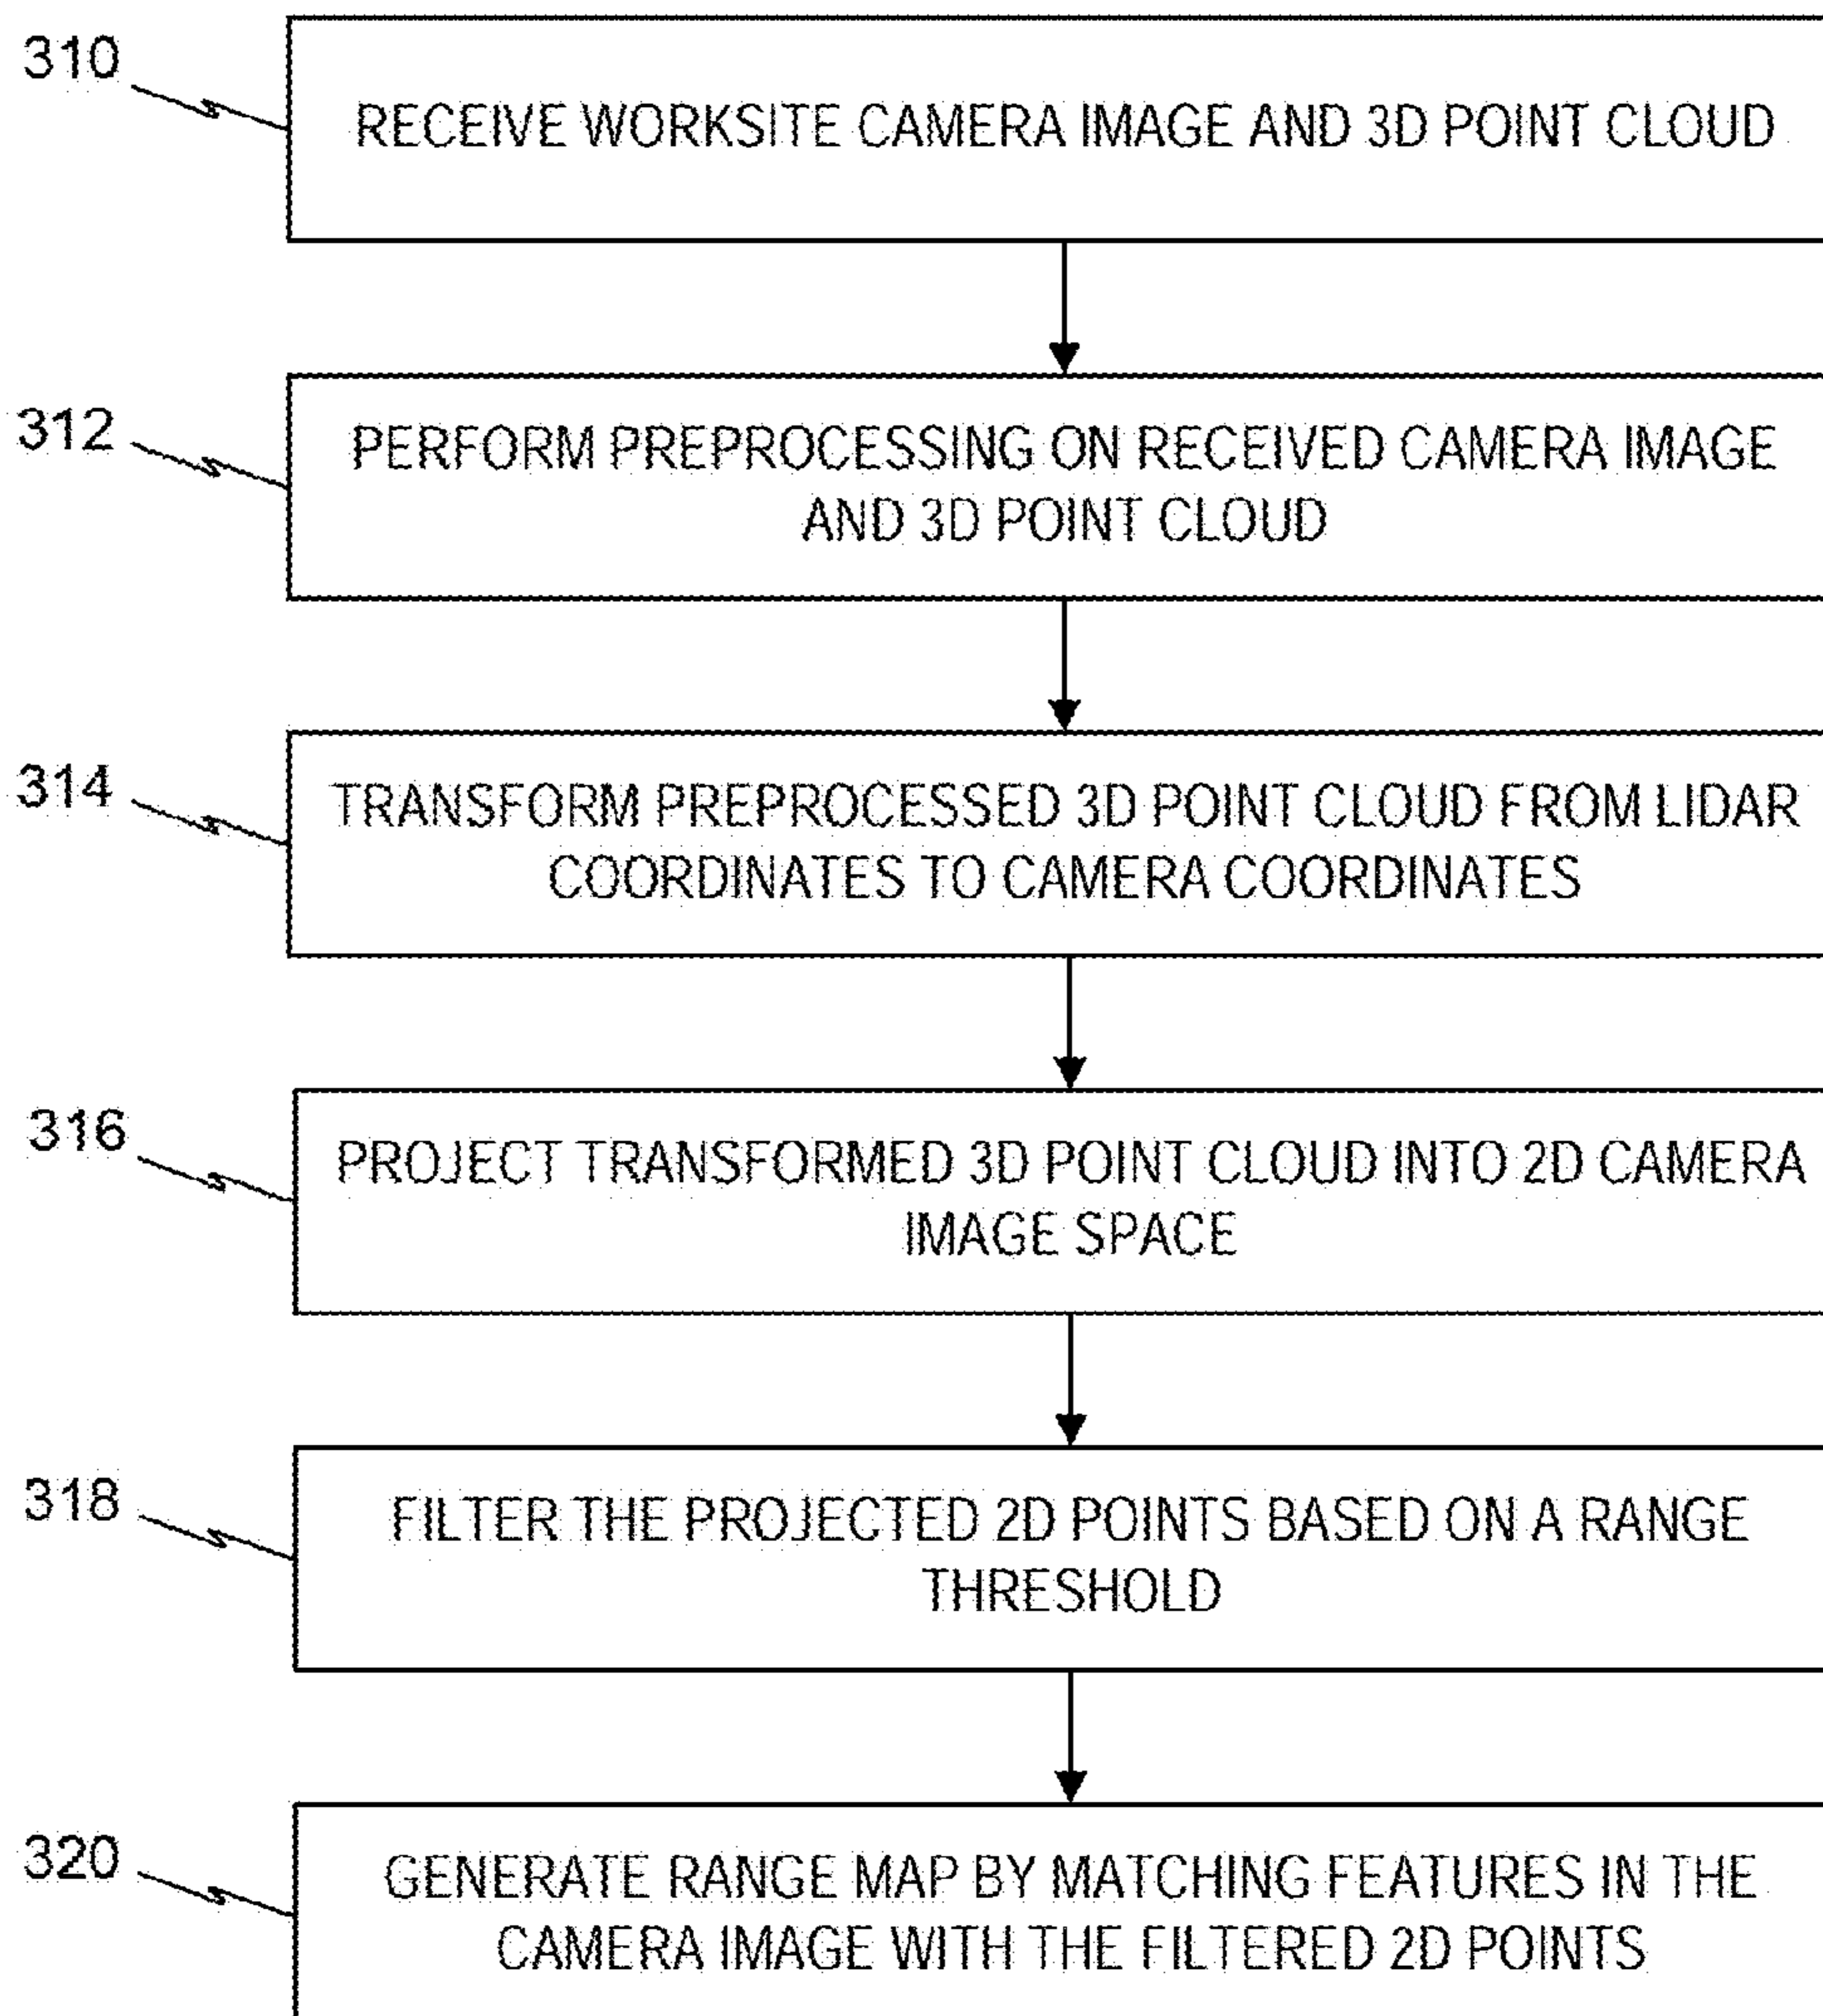 310
RECEIVE WORKSITE CAMERA IMAGE AND 3D POINT CLOUD
312
PERFORM PREPROCESSING ON RECEIVED CAMERA IMAGE
AND 3D POINT CLOUD
314
TRANSFORM PREPROCESSED 3D POINT CLOUD FROM LIDAR
COORDINATES TO CAMERA COORDINATES
316
PROJECT TRANSFORMED 3D POINT CLOUD INTO 2D CAMERA
IMAGE SPACE
318
FILTER THE PROJECTED 2D POINTS BASED ON A RANGE
THRESHOLD
320
GENERATE RANGE MAP BY MATCHING FEATURES IN THE
CAMERA IMAGE WITH THE FILTERED 2D POINTS